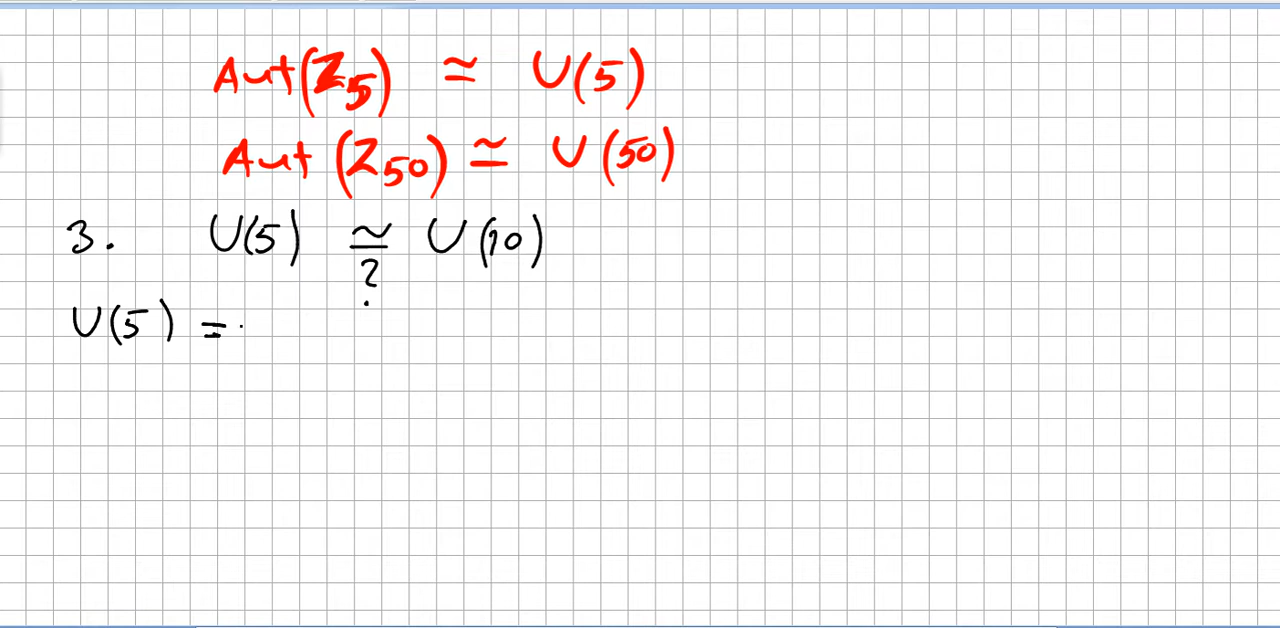 Aut(Z₅) ≃ U(5)
Aut (Z₅₀) ≃ U(50)
3. U(5) ≅ U(10)
?
U(5) =